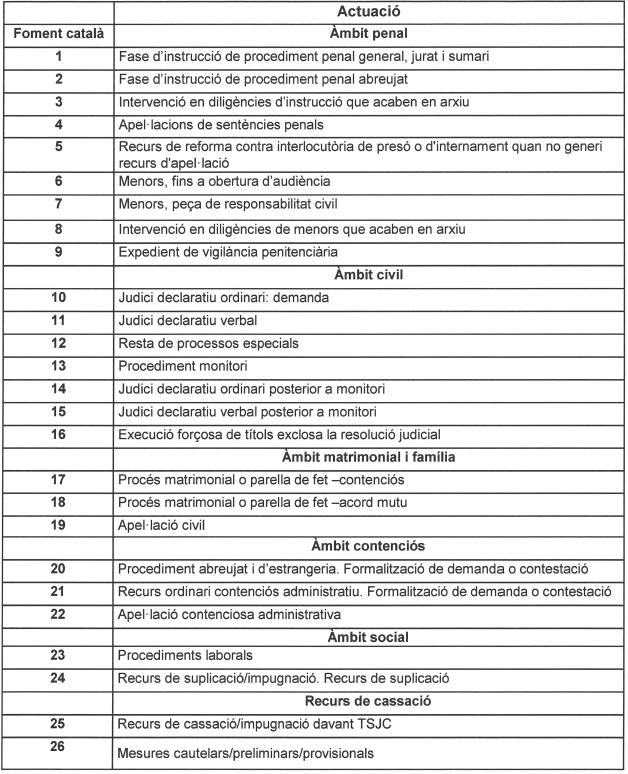 Actuació
Foment català Àmbit penal
1 Fase d'instrucció de procediment penal general, jurat i sumari
2 Fase d'instrucció de procediment penal abreujat
3 Intervenció en diligències d'instrucció que acaben en arxiu
4 Apel·lacions de sentències penals
5 Recurs de reforma contra interlocutòria de presó o d'internament quan no generi
recurs d'apel·lació
6 Menors, fins a obertura d'audiència
7 Menors, peça de responsabilitat civil
8 Intervenció en diligències de menors que acaben en arxiu
9 Expedient de vigilància penitenciària
Àmbit civil
10 Judici declaratiu ordinari: demanda
11 Judici declaratiu verbal
12 Resta de processos especials
13 Procediment monitori
14 Judici declaratiu ordinari posterior a monitori
15 Judici declaratiu verbal posterior a monitori
16 Execució forçosa de títols exclosa la resolució judicial
Àmbit matrimonial i família
17 Procés matrimonial o parella de fet –contenciós
18 Procés matrimonial o parella de fet –acord mutu
19 Apel·lació civil
Àmbit contenciós
20 Procediment abreujat i d'estrangeria. Formalització de demanda o contestació
21 Recurs ordinari contenciós administratiu. Formalització de demanda o contestació
22 Apel·lació contenciosa administrativa
Àmbit social
23 Procediments laborals
24 Recurs de suplicació/impugnació. Recurs de suplicació
Recurs de cassació
25 Recurs de cassació/impugnació davant TSJC
26 Mesures cautelars/preliminars/provisionals